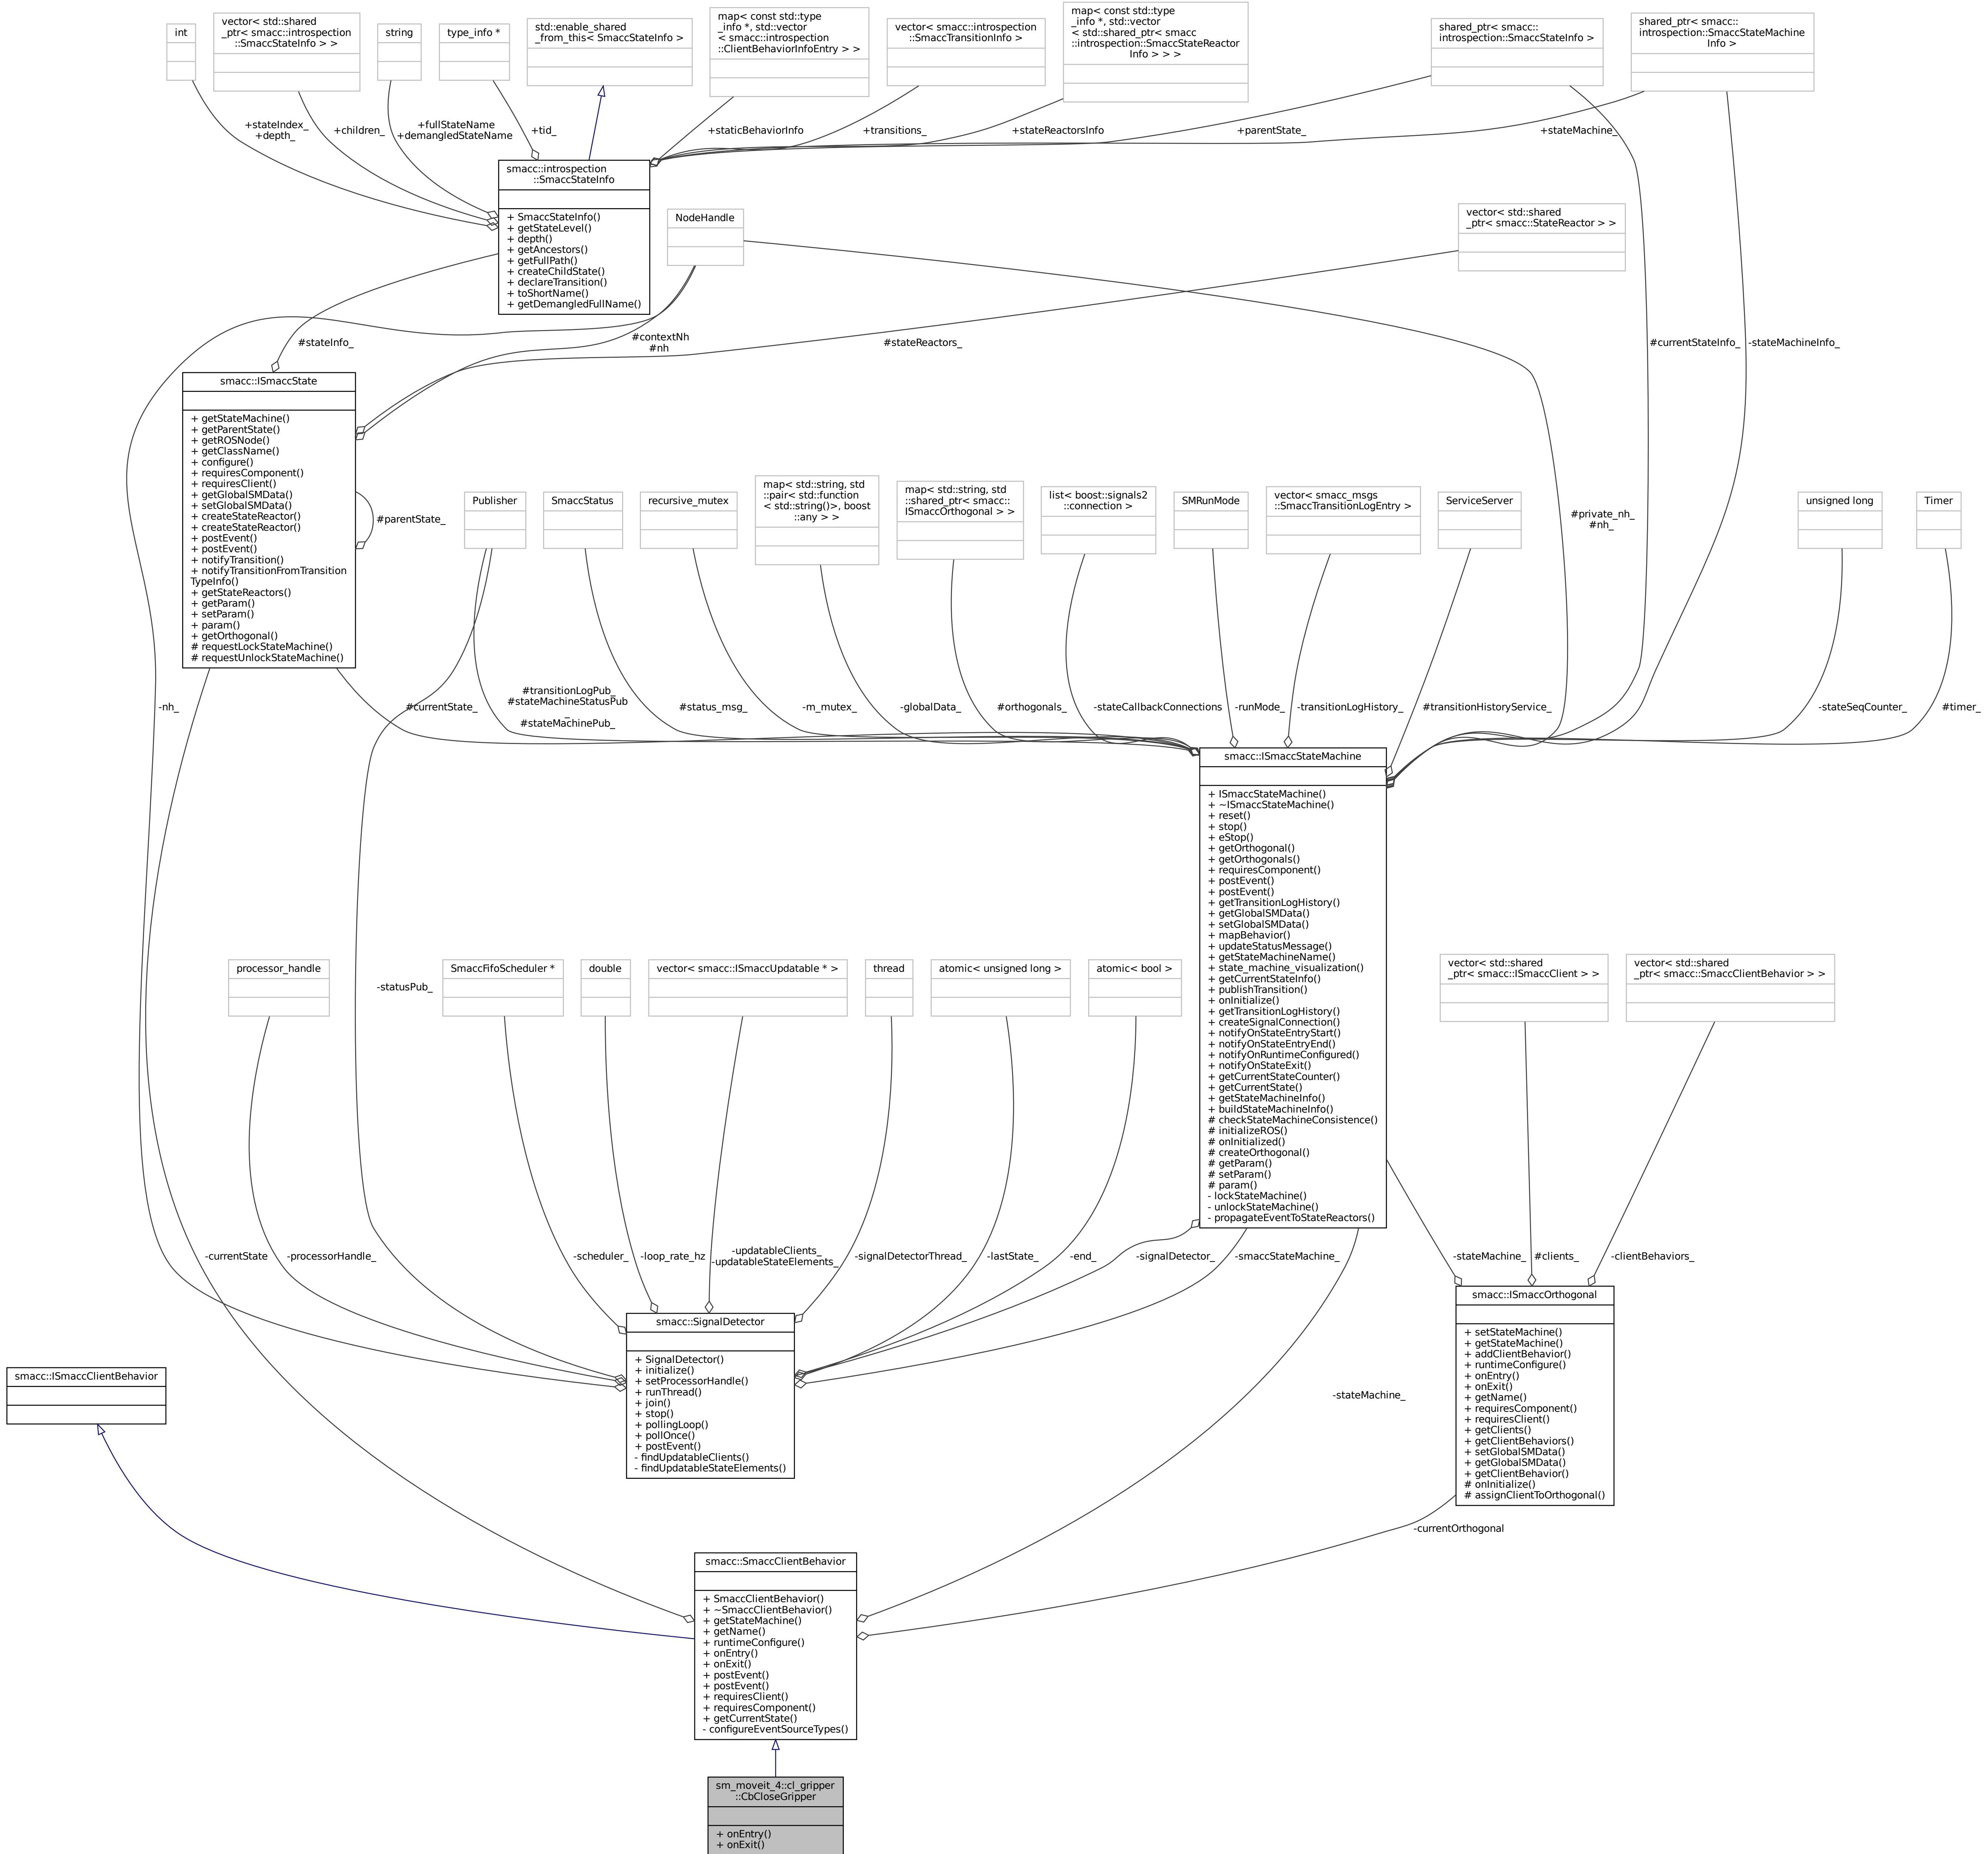 int
vector< std::shared
_ptr< smacc::introspection
::SmaccStateInfo > >
string
type_info *
std::enable_shared
_from_this< SmaccStateInfo >
map< const std::type
_info *, std::vector
< smacc::introspection
::ClientBehaviorInfoEntry > >
vector< smacc::introspection
::SmaccTransitionInfo >
map< const std::type
_info *, std::vector
< std::shared_ptr< smacc
::introspection::SmaccStateReactor
Info > > >
shared_ptr< smacc::
introspection::SmaccStateInfo >
shared_ptr< smacc::
introspection::SmaccStateMachine
Info >
+stateIndex_
+depth_
+children_
+fullStateName
+demangledStateName
+tid_
+staticBehaviorInfo
+transitions_
+stateReactorsInfo
+parentState_
+stateMachine_
smacc::introspection
::SmaccStateInfo
+ SmaccStateInfo()
+ getStateLevel()
+ depth()
+ getAncestors()
+ getFullPath()
+ createChildState()
+ declareTransition()
+ toShortName()
+ getDemangledFullName()
NodeHandle
vector< std::shared
_ptr< smacc::StateReactor > >
#stateInfo_
#contextNh
#nh
#stateReactors_
#currentStateInfo_
-stateMachineInfo_
smacc::ISmaccState
+ getStateMachine()
+ getParentState()
+ getROSNode()
+ getClassName()
+ configure()
+ requiresComponent()
+ requiresClient()
+ getGlobalSMData()
+ setGlobalSMData()
+ createStateReactor()
+ createStateReactor()
+ postEvent()
+ postEvent()
+ notifyTransition()
+ notifyTransitionFromTransition
TypeInfo()
+ getStateReactors()
+ getParam()
+ setParam()
+ param()
+ getOrthogonal()
# requestLockStateMachine()
# requestUnlockStateMachine()
#parentState_
Publisher
SmaccStatus
recursive_mutex
map< std::string, std
::pair< std::function
< std::string()>, boost
::any > >
map< std::string, std
::shared_ptr< smacc::
ISmaccOrthogonal > >
list< boost::signals2
::connection >
SMRunMode
vector< smacc_msgs
::SmaccTransitionLogEntry >
ServiceServer
#private_nh_
#nh_
unsigned long
Timer
-nh_
#currentState_
#transitionLogPub_
#stateMachineStatusPub
_
#stateMachinePub_
#status_msg_
-m_mutex_
-globalData_
#orthogonals_
-stateCallbackConnections
-runMode_
-transitionLogHistory_
#transitionHistoryService_
-stateSeqCounter_
#timer_
smacc::ISmaccStateMachine
+ ISmaccStateMachine()
+ ~ISmaccStateMachine()
+ reset()
+ stop()
+ eStop()
+ getOrthogonal()
+ getOrthogonals()
+ requiresComponent()
+ postEvent()
+ postEvent()
+ getTransitionLogHistory()
+ getGlobalSMData()
+ setGlobalSMData()
+ mapBehavior()
+ updateStatusMessage()
+ getStateMachineName()
+ state_machine_visualization()
+ getCurrentStateInfo()
+ publishTransition()
+ onInitialize()
+ getTransitionLogHistory()
+ createSignalConnection()
+ notifyOnStateEntryStart()
+ notifyOnStateEntryEnd()
+ notifyOnRuntimeConfigured()
+ notifyOnStateExit()
+ getCurrentStateCounter()
+ getCurrentState()
+ getStateMachineInfo()
+ buildStateMachineInfo()
# checkStateMachineConsistence()
# initializeROS()
# onInitialized()
# createOrthogonal()
# getParam()
# setParam()
# param()
- lockStateMachine()
- unlockStateMachine()
- propagateEventToStateReactors()
processor_handle
-statusPub_
SmaccFifoScheduler *
double
vector< smacc::ISmaccUpdatable * >
thread
atomic< unsigned long >
atomic< bool >
vector< std::shared
_ptr< smacc::ISmaccClient > >
vector< std::shared
_ptr< smacc::SmaccClientBehavior > >
-currentState
-processorHandle_
-scheduler_
-loop_rate_hz
-updatableClients_
-updatableStateElements_
-signalDetectorThread_
-lastState_
-end_
-signalDetector_
-smaccStateMachine_
-stateMachine_
#clients_
-clientBehaviors_
smacc::SignalDetector
+ SignalDetector()
+ initialize()
+ setProcessorHandle()
+ runThread()
+ join()
+ stop()
+ pollingLoop()
+ pollOnce()
+ postEvent()
- findUpdatableClients()
- findUpdatableStateElements()
smacc::ISmaccOrthogonal
+ setStateMachine()
+ getStateMachine()
+ addClientBehavior()
+ runtimeConfigure()
+ onEntry()
+ onExit()
+ getName()
+ requiresComponent()
+ requiresClient()
+ getClients()
+ getClientBehaviors()
+ setGlobalSMData()
+ getGlobalSMData()
+ getClientBehavior()
# onInitialize()
# assignClientToOrthogonal()
smacc::ISmaccClientBehavior
-stateMachine_
-currentOrthogonal
smacc::SmaccClientBehavior
+ SmaccClientBehavior()
+ ~SmaccClientBehavior()
+ getStateMachine()
+ getName()
+ runtimeConfigure()
+ onEntry()
+ onExit()
+ postEvent()
+ postEvent()
+ requiresClient()
+ requiresComponent()
+ getCurrentState()
- configureEventSourceTypes()
sm_moveit_4::cl_gripper
::CbCloseGripper
+ onEntry()
+ onExit()